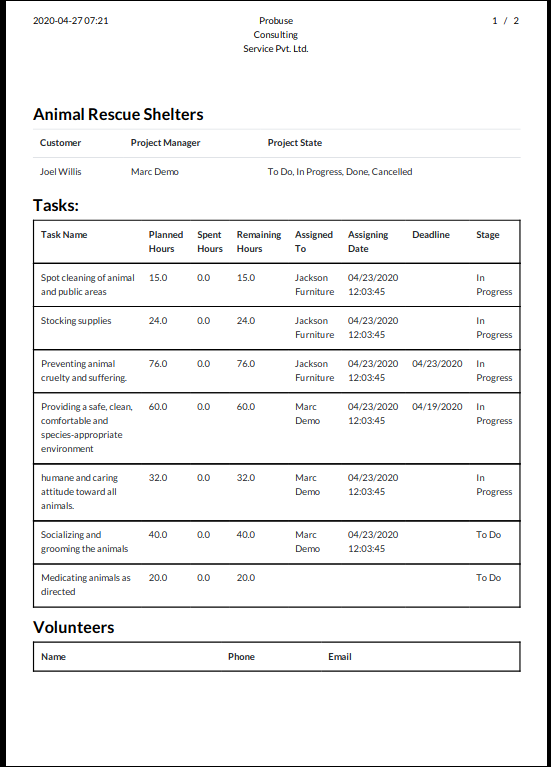 2020-04-27 07:21
Probuse
Consulting
Service Pvt. Ltd.
1 / 2
Animal Rescue Shelters
Customer Project Manager Project State
Joel Willis Marc Demo To Do, In Progress, Done, Cancelled
Tasks:
Task Name Planned Hours Spent Hours Remaining Hours Assigned To Assigning Date Deadline Stage
Spot cleaning of animal and public areas 15.0 0.0 15.0 Jackson Furniture 04/23/2020 12:03:45 In Progress
Stocking supplies 24.0 0.0 24.0 Jackson Furniture 04/23/2020 12:03:45 In Progress
Preventing animal cruelty and suffering. 76.0 0.0 76.0 Jackson Furniture 04/23/2020 12:03:45 04/23/2020 In Progress
Providing a safe, clean, comfortable and species-appropriate environment 60.0 0.0 60.0 Marc Demo 04/23/2020 12:03:45 04/19/2020 In Progress
humane and caring attitude toward all animals. 32.0 0.0 32.0 Marc Demo 04/23/2020 12:03:45 In Progress
Socializing and grooming the animals 40.0 0.0 40.0 Marc Demo 04/23/2020 12:03:45 To Do
Medicating animals as directed 20.0 0.0 20.0 To Do
Volunteers
Name Phone Email